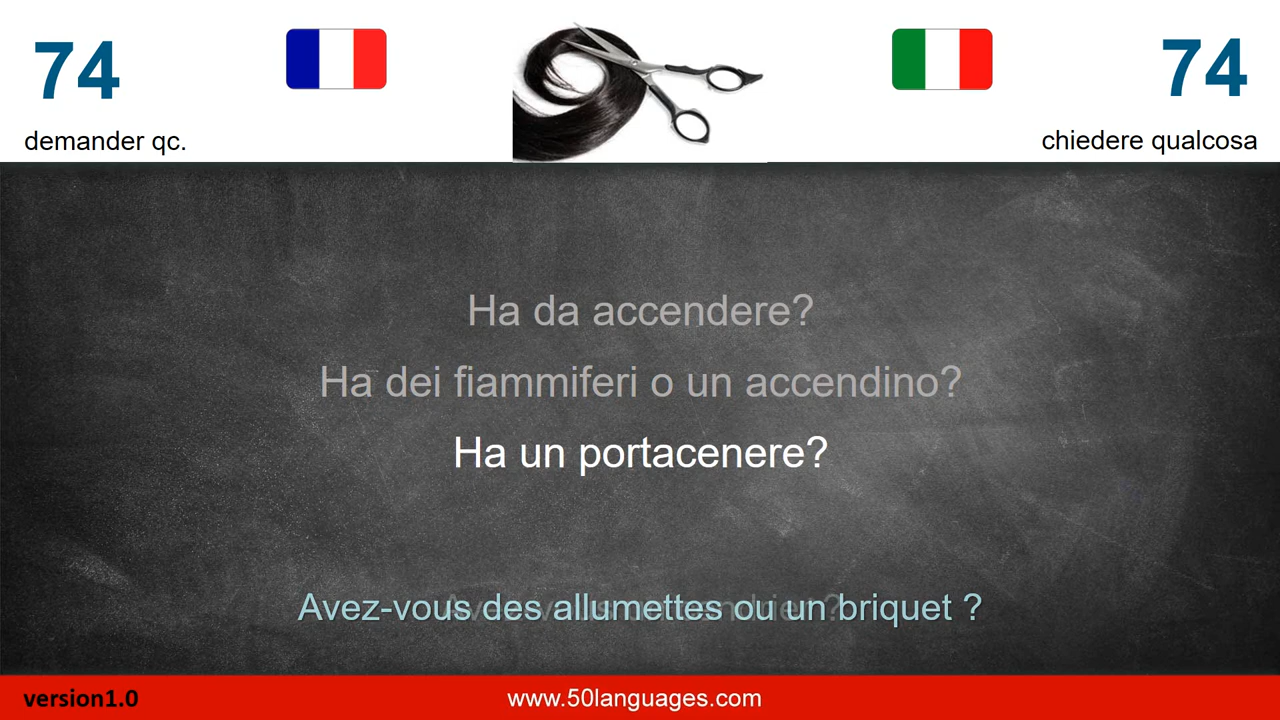 74
74
demander qc.
chiedere qualcosa
Ha da accendere?
Ha dei fiammiferi o un accendino?
Ha un portacenere?
Avez-vous des allumettes ou un briquet ?
version1.0
www.50languages.com